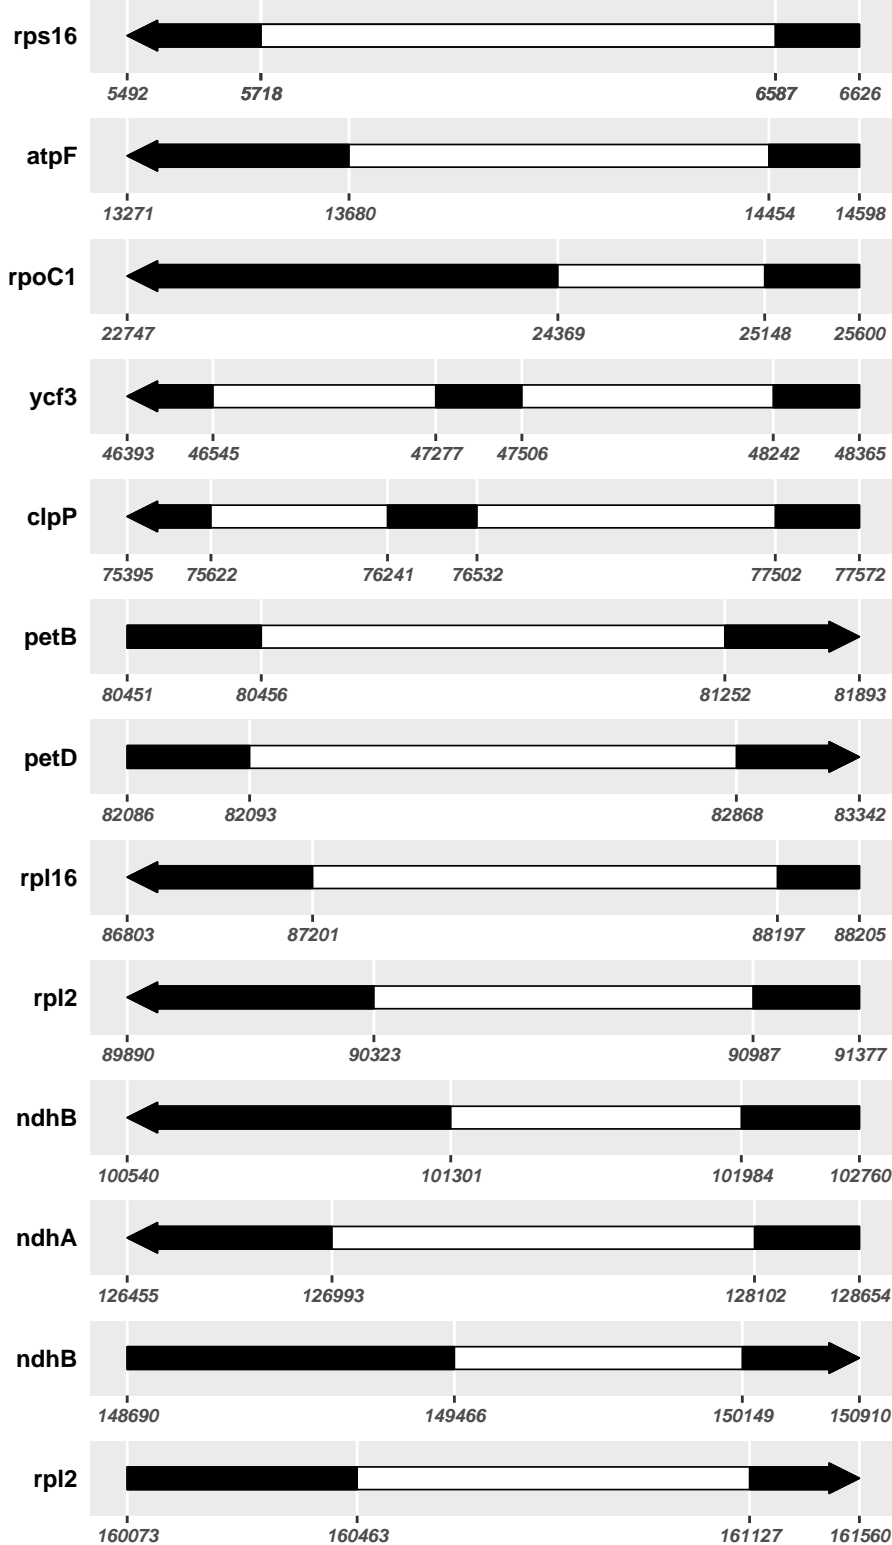 rps16
5492 5718 6587 6626
atpF
13271 13680 14454 14598
rpoC1
22747 24369 25148 25600
ycf3
46393 46545 47277 47506 48242 48365
clpP
75395 75622 76241 76532 77502 77572
petB
80451 80456 81252 81893
petD
82086 82093 82868 83342
rpl16
86803 87201 88197 88205
rpl2
89890 90323 90987 91377
ndhB
100540 101301 101984 102760
ndhA
126455 126993 128102 128654
ndhB
148690 149466 150149 150910
rpl2
160073 160463 161127 161560